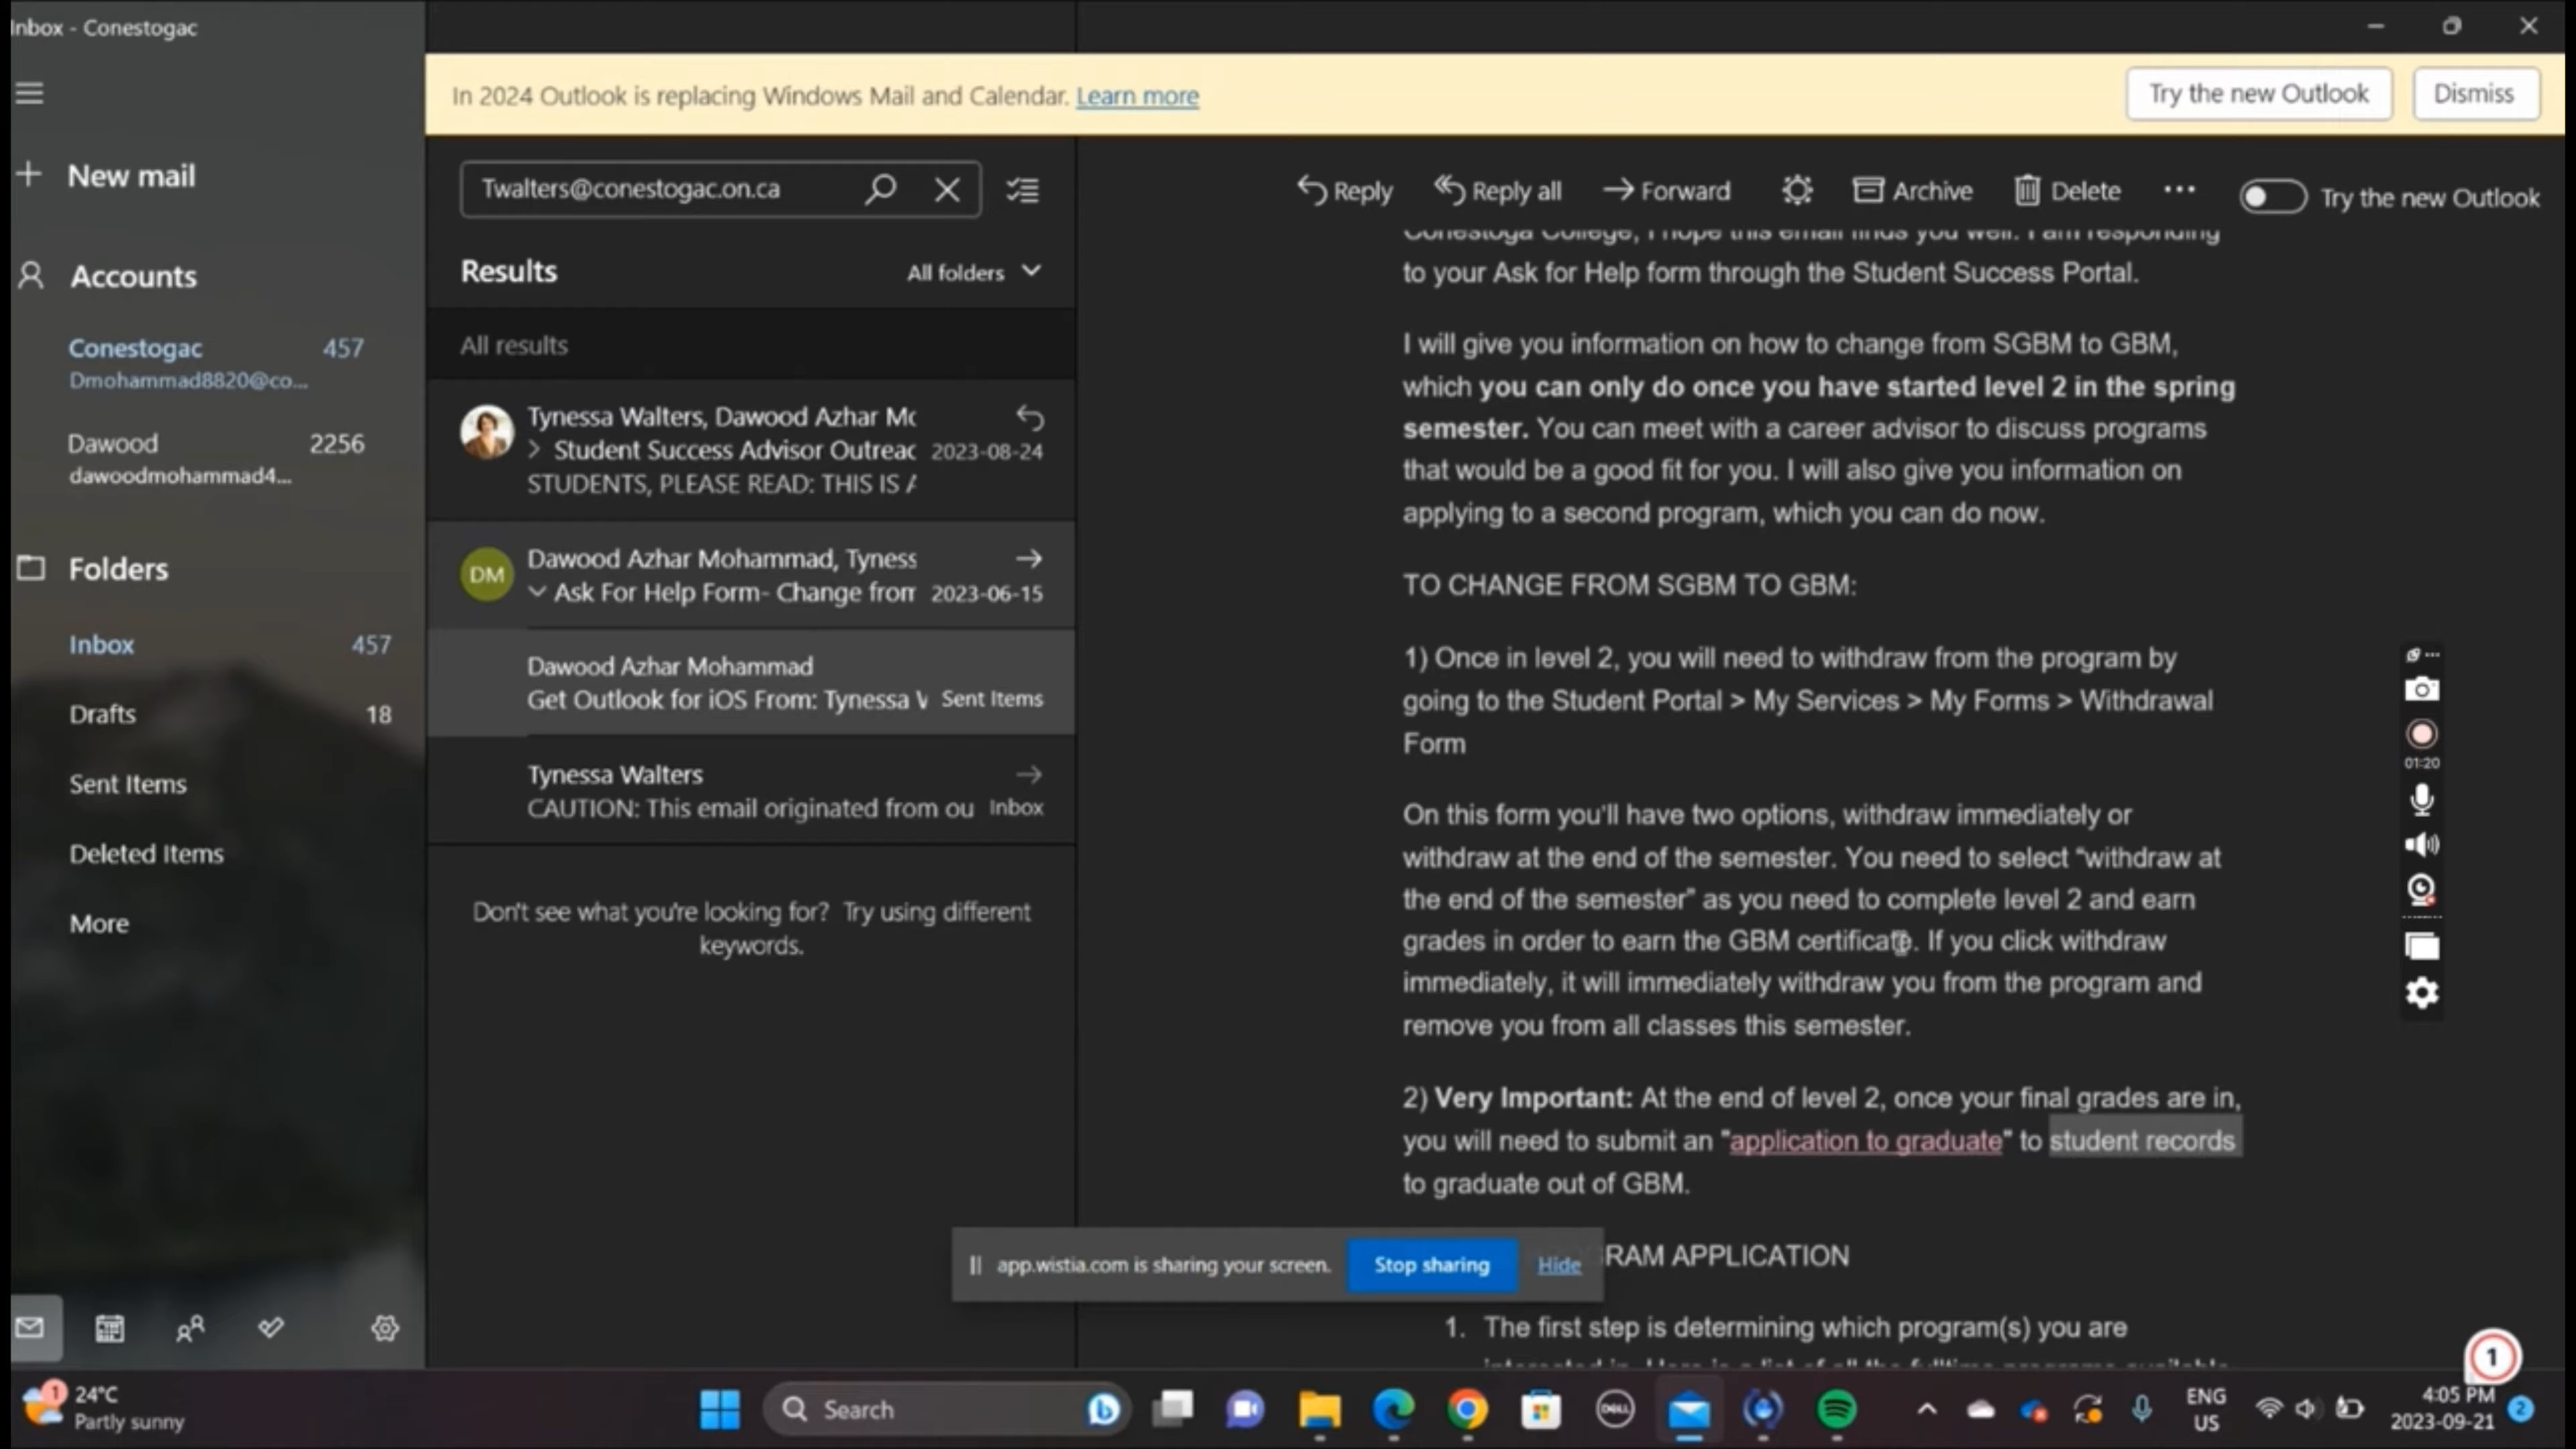 Inbox - Conestogac
In 2024 Outlook is replacing Windows Mail and Calendar. Learn more
Try the new Outlook
Dismiss
New mail
Accounts
Conestogac 457
Dmohammad8820@co...
Dawood 2256
dawoodmohammad4...
Folders
Inbox 457
Drafts 18
Sent Items
Deleted Items
More
Twalters@conestogac.on.ca
Results
All folders
All results
Tynessa Walters, Dawood Azhar Mo
> Student Success Advisor Outreac 2023-08-24
STUDENTS, PLEASE READ: THIS IS A
DM
Dawood Azhar Mohammad, Tyness
Ask For Help Form- Change from 2023-06-15
Dawood Azhar Mohammad
Get Outlook for iOS From: Tynessa W Sent Items
Tynessa Walters
CAUTION: This email originated from ou Inbox
Don't see what you're looking for? Try using different
keywords.
Reply
Reply all
Forward
Archive
Delete
Try the new Outlook
Conestoga College, I hope this email finds you well. I am responding
to your Ask for Help form through the Student Success Portal.
I will give you information on how to change from SGBM to GBM,
which you can only do once you have started level 2 in the spring
semester. You can meet with a career advisor to discuss programs
that would be a good fit for you. I will also give you information on
applying to a second program, which you can do now.
TO CHANGE FROM SGBM TO GBM:
1) Once in level 2, you will need to withdraw from the program by
going to the Student Portal > My Services > My Forms > Withdrawal
Form
On this form you'll have two options, withdraw immediately or
withdraw at the end of the semester. You need to select "withdraw at
the end of the semester" as you need to complete level 2 and earn
grades in order to earn the GBM certificate. If you click withdraw
immediately, it will immediately withdraw you from the program and
remove you from all classes this semester.
2) Very Important: At the end of level 2, once your final grades are in,
you will need to submit an "application to graduate" to student records
to graduate out of GBM.
RAM APPLICATION
1. The first step is determining which program(s) you are
01:20
app.wistia.com is sharing your screen.
Stop sharing
Hide
1
1
24°C
Partly sunny
Search
DELL
ENG
US
4:05 PM
2023-09-21
2